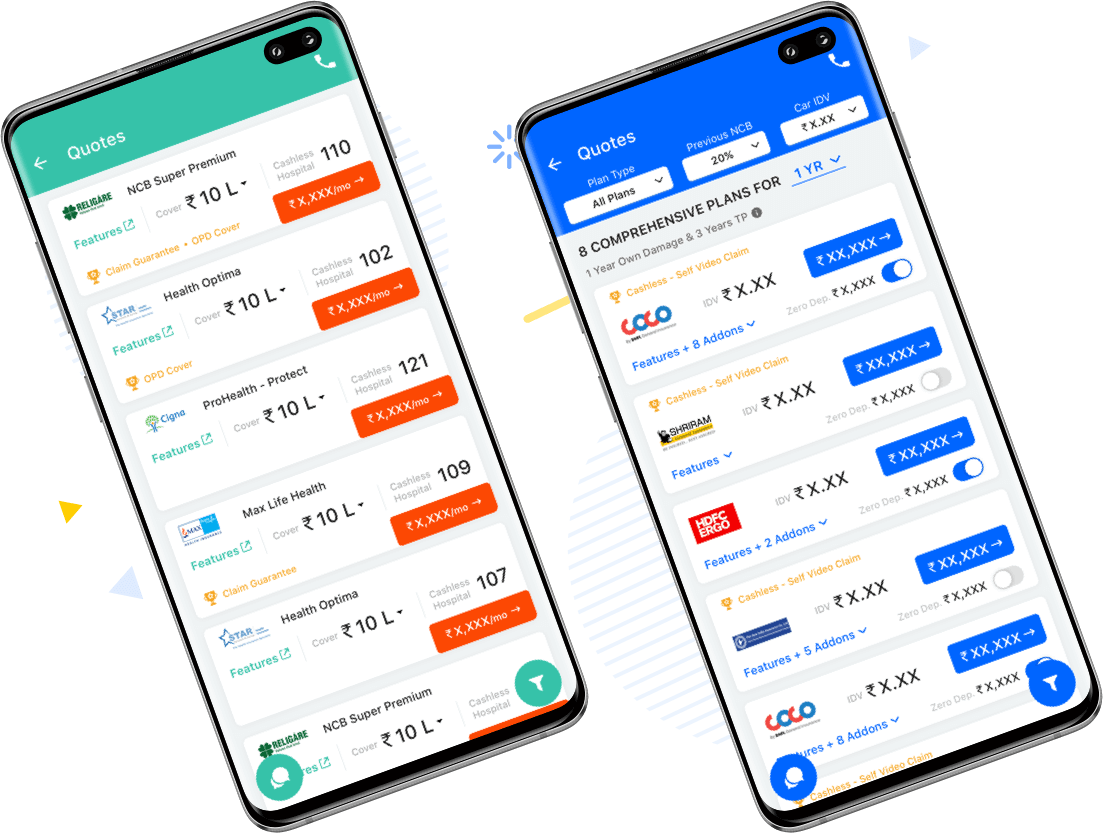 Quotes
RELIGARE
NCB Super Premium
Cashless Hospital 110
Features
Cover ₹ 10 L
₹ X,XXX/mo →
Claim Guarantee • OPD Cover
STAR
Health Optima
Cashless Hospital 102
Features
Cover ₹ 10 L
₹ X,XXX/mo →
OPD Cover
Cigna
ProHealth - Protect
Cashless Hospital 121
Features
Cover ₹ 10 L
₹ X,XXX/mo →
MAX
HEALTH INSURANCE
Max Life Health
Cashless Hospital 109
Features
Cover ₹ 10 L
₹ X,XXX/mo →
Claim Guarantee
STAR
Health Optima
Cashless Hospital 107
Features
Cover ₹ 10 L
₹ X,XXX/mo →
RELIGARE
NCB Super Premium
Cashless Hospital
res
Cover ₹ 10 L
Quotes
Plan Type
All Plans
Previous NCB
20%
Car IDV
₹ X.XX
8 COMPREHENSIVE PLANS FOR 1 YR
1 Year Own Damage & 3 Years TP
Cashless - Self Video Claim
COCO
IDV ₹ X.XX
₹ XX,XXX →
Features + 8 Addons
Zero Dep. ₹ X,XXX
Cashless - Self Video Claim
SHRIRAM
IDV ₹ X.XX
₹ XX,XXX →
Features
Zero Dep. ₹ X,XXX
HDFC
ERGO
IDV ₹ X.XX
₹ XX,XXX →
Features + 2 Addons
Zero Dep. ₹ X,XXX
Cashless - Self Video Claim
IDV ₹ X.XX
₹ XX,XXX →
Features + 5 Addons
Zero Dep. ₹ X,XXX
COCO
IDV ₹ X.XX
₹ XX,XXX →
ures + 8 Addons
Zero Dep. ₹ X,XXX
Cashless - Self Video Claim